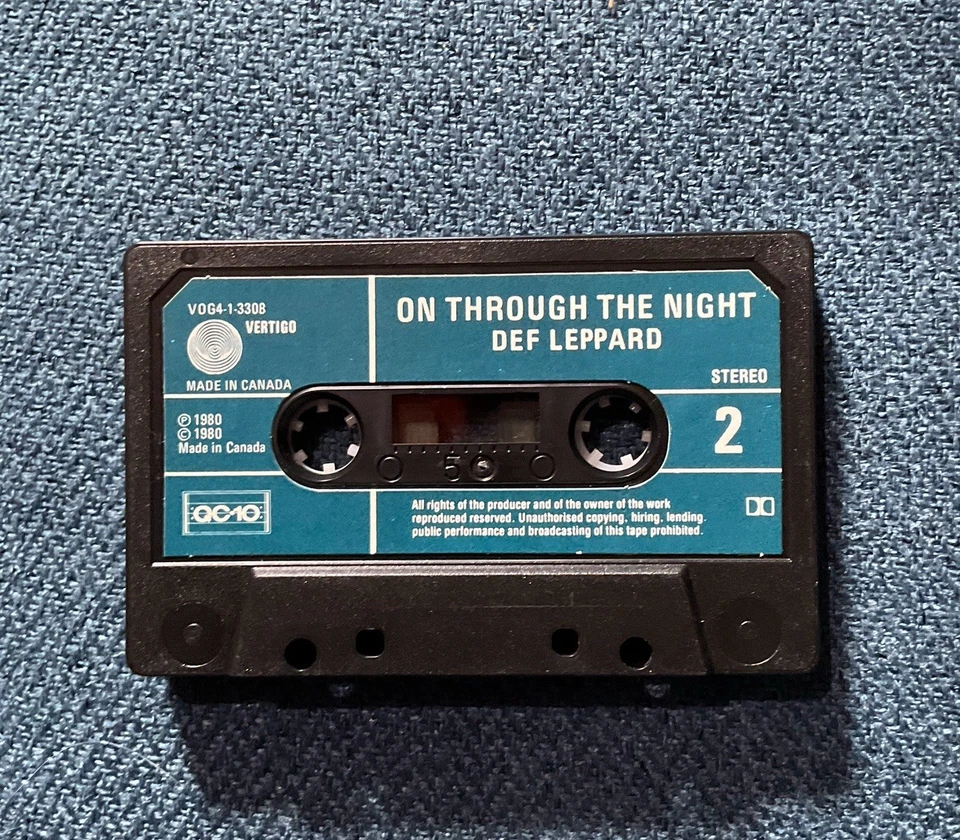 VOG4-1-3308
VERTIGO
MADE IN CANADA
ON THROUGH THE NIGHT
DEF LEPPARD
STEREO
℗ 1980
© 1980
Made in Canada
2
50
QC-10
All rights of the producer and of the owner of the work
reproduced reserved. Unauthorised copying, hiring, lending.
public performance and broadcasting of this tape prohibited.